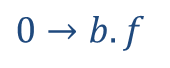 0 → b.f